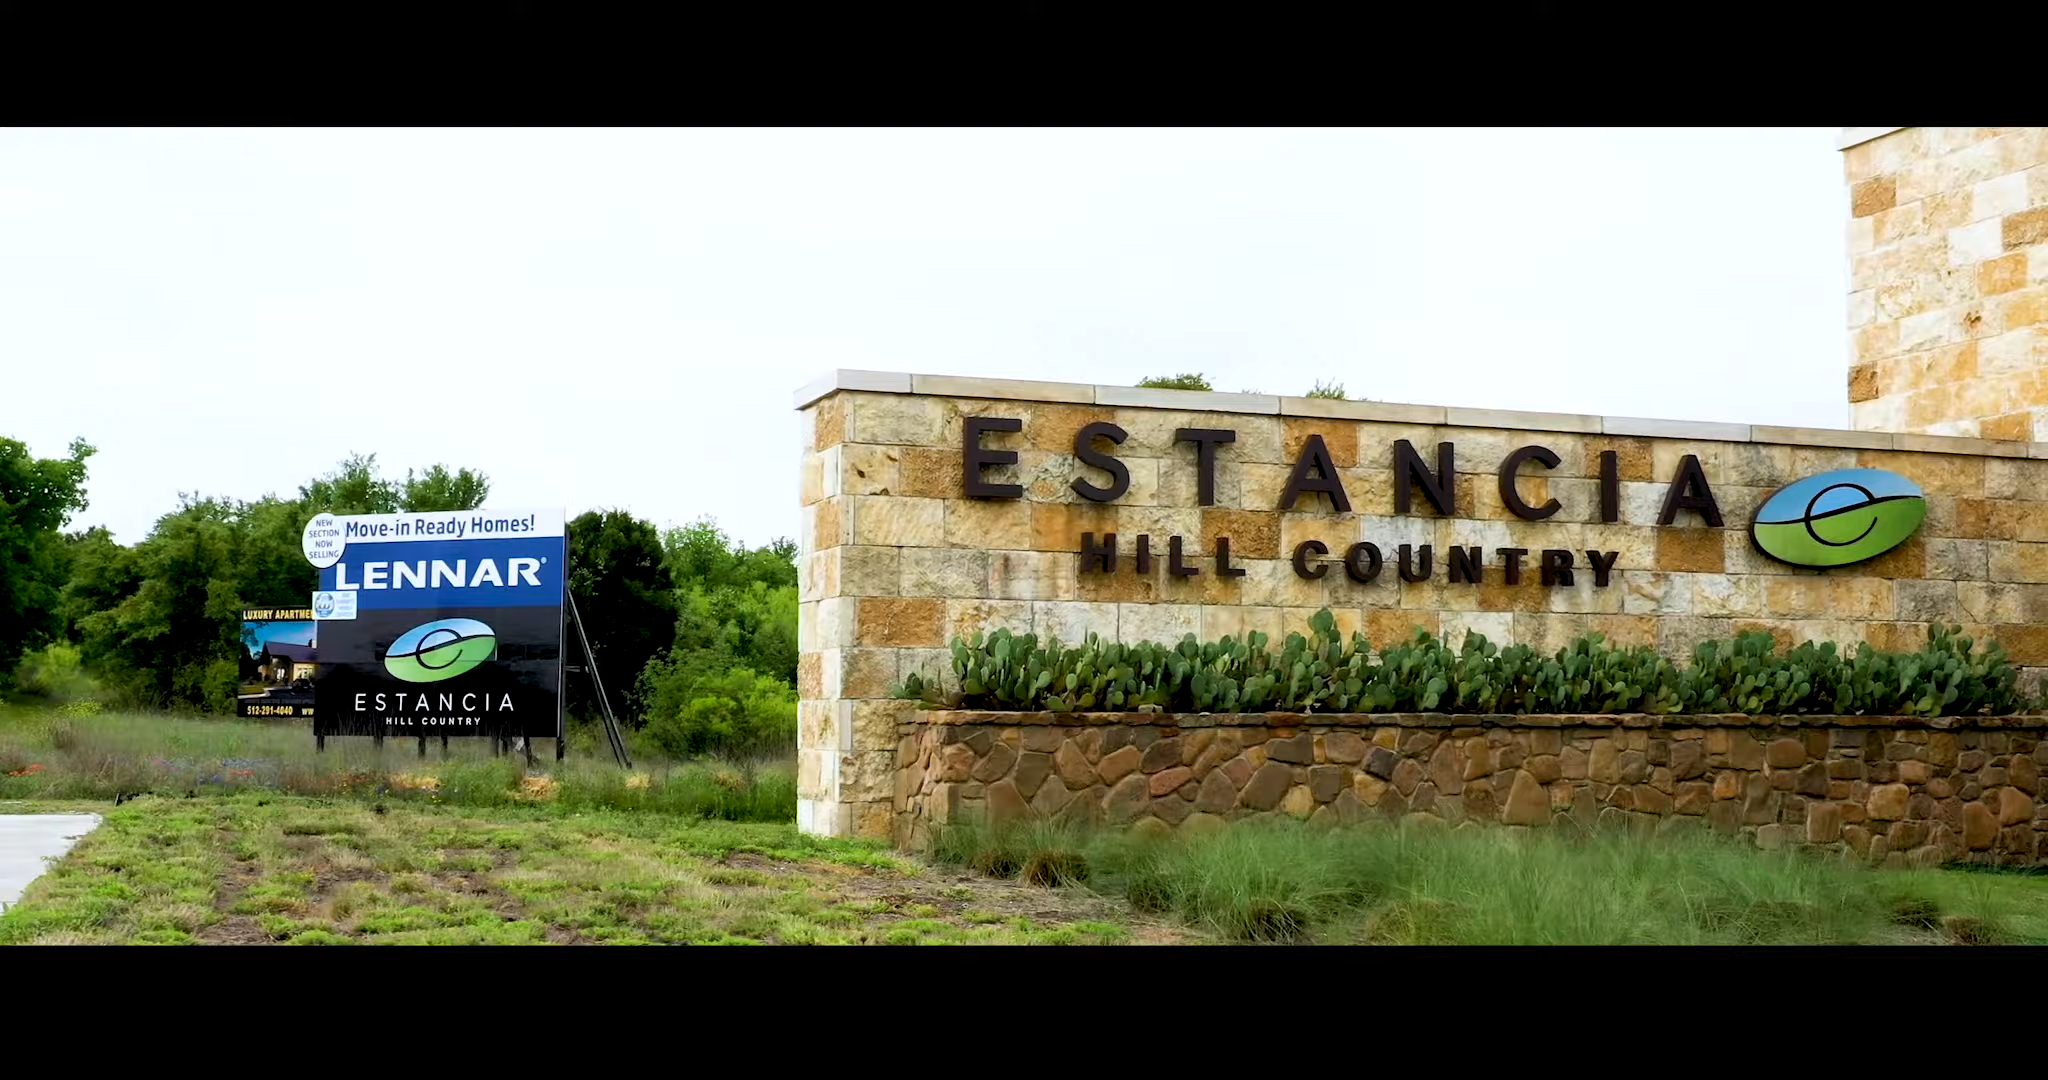 NEW
SECTION
NOW
SELLING
Move-in Ready Homes!
LENNAR®
ESTANCIA
HILL COUNTRY
LUXURY APARTME
512-291-4040 ww
ESTANCIA
HILL COUNTRY